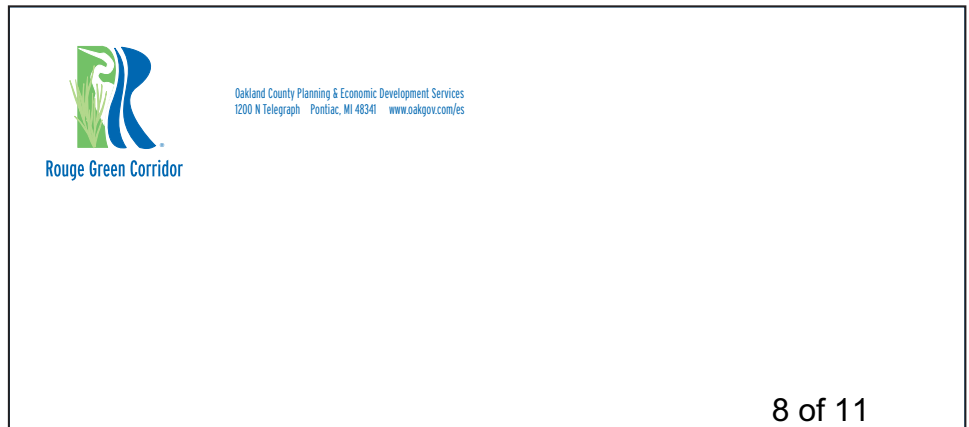 Oakland County Planning & Economic Development Services
1200 N Telegraph Pontiac, MI 48341 www.oakgov.com/es
R®
Rouge Green Corridor
8 of 11